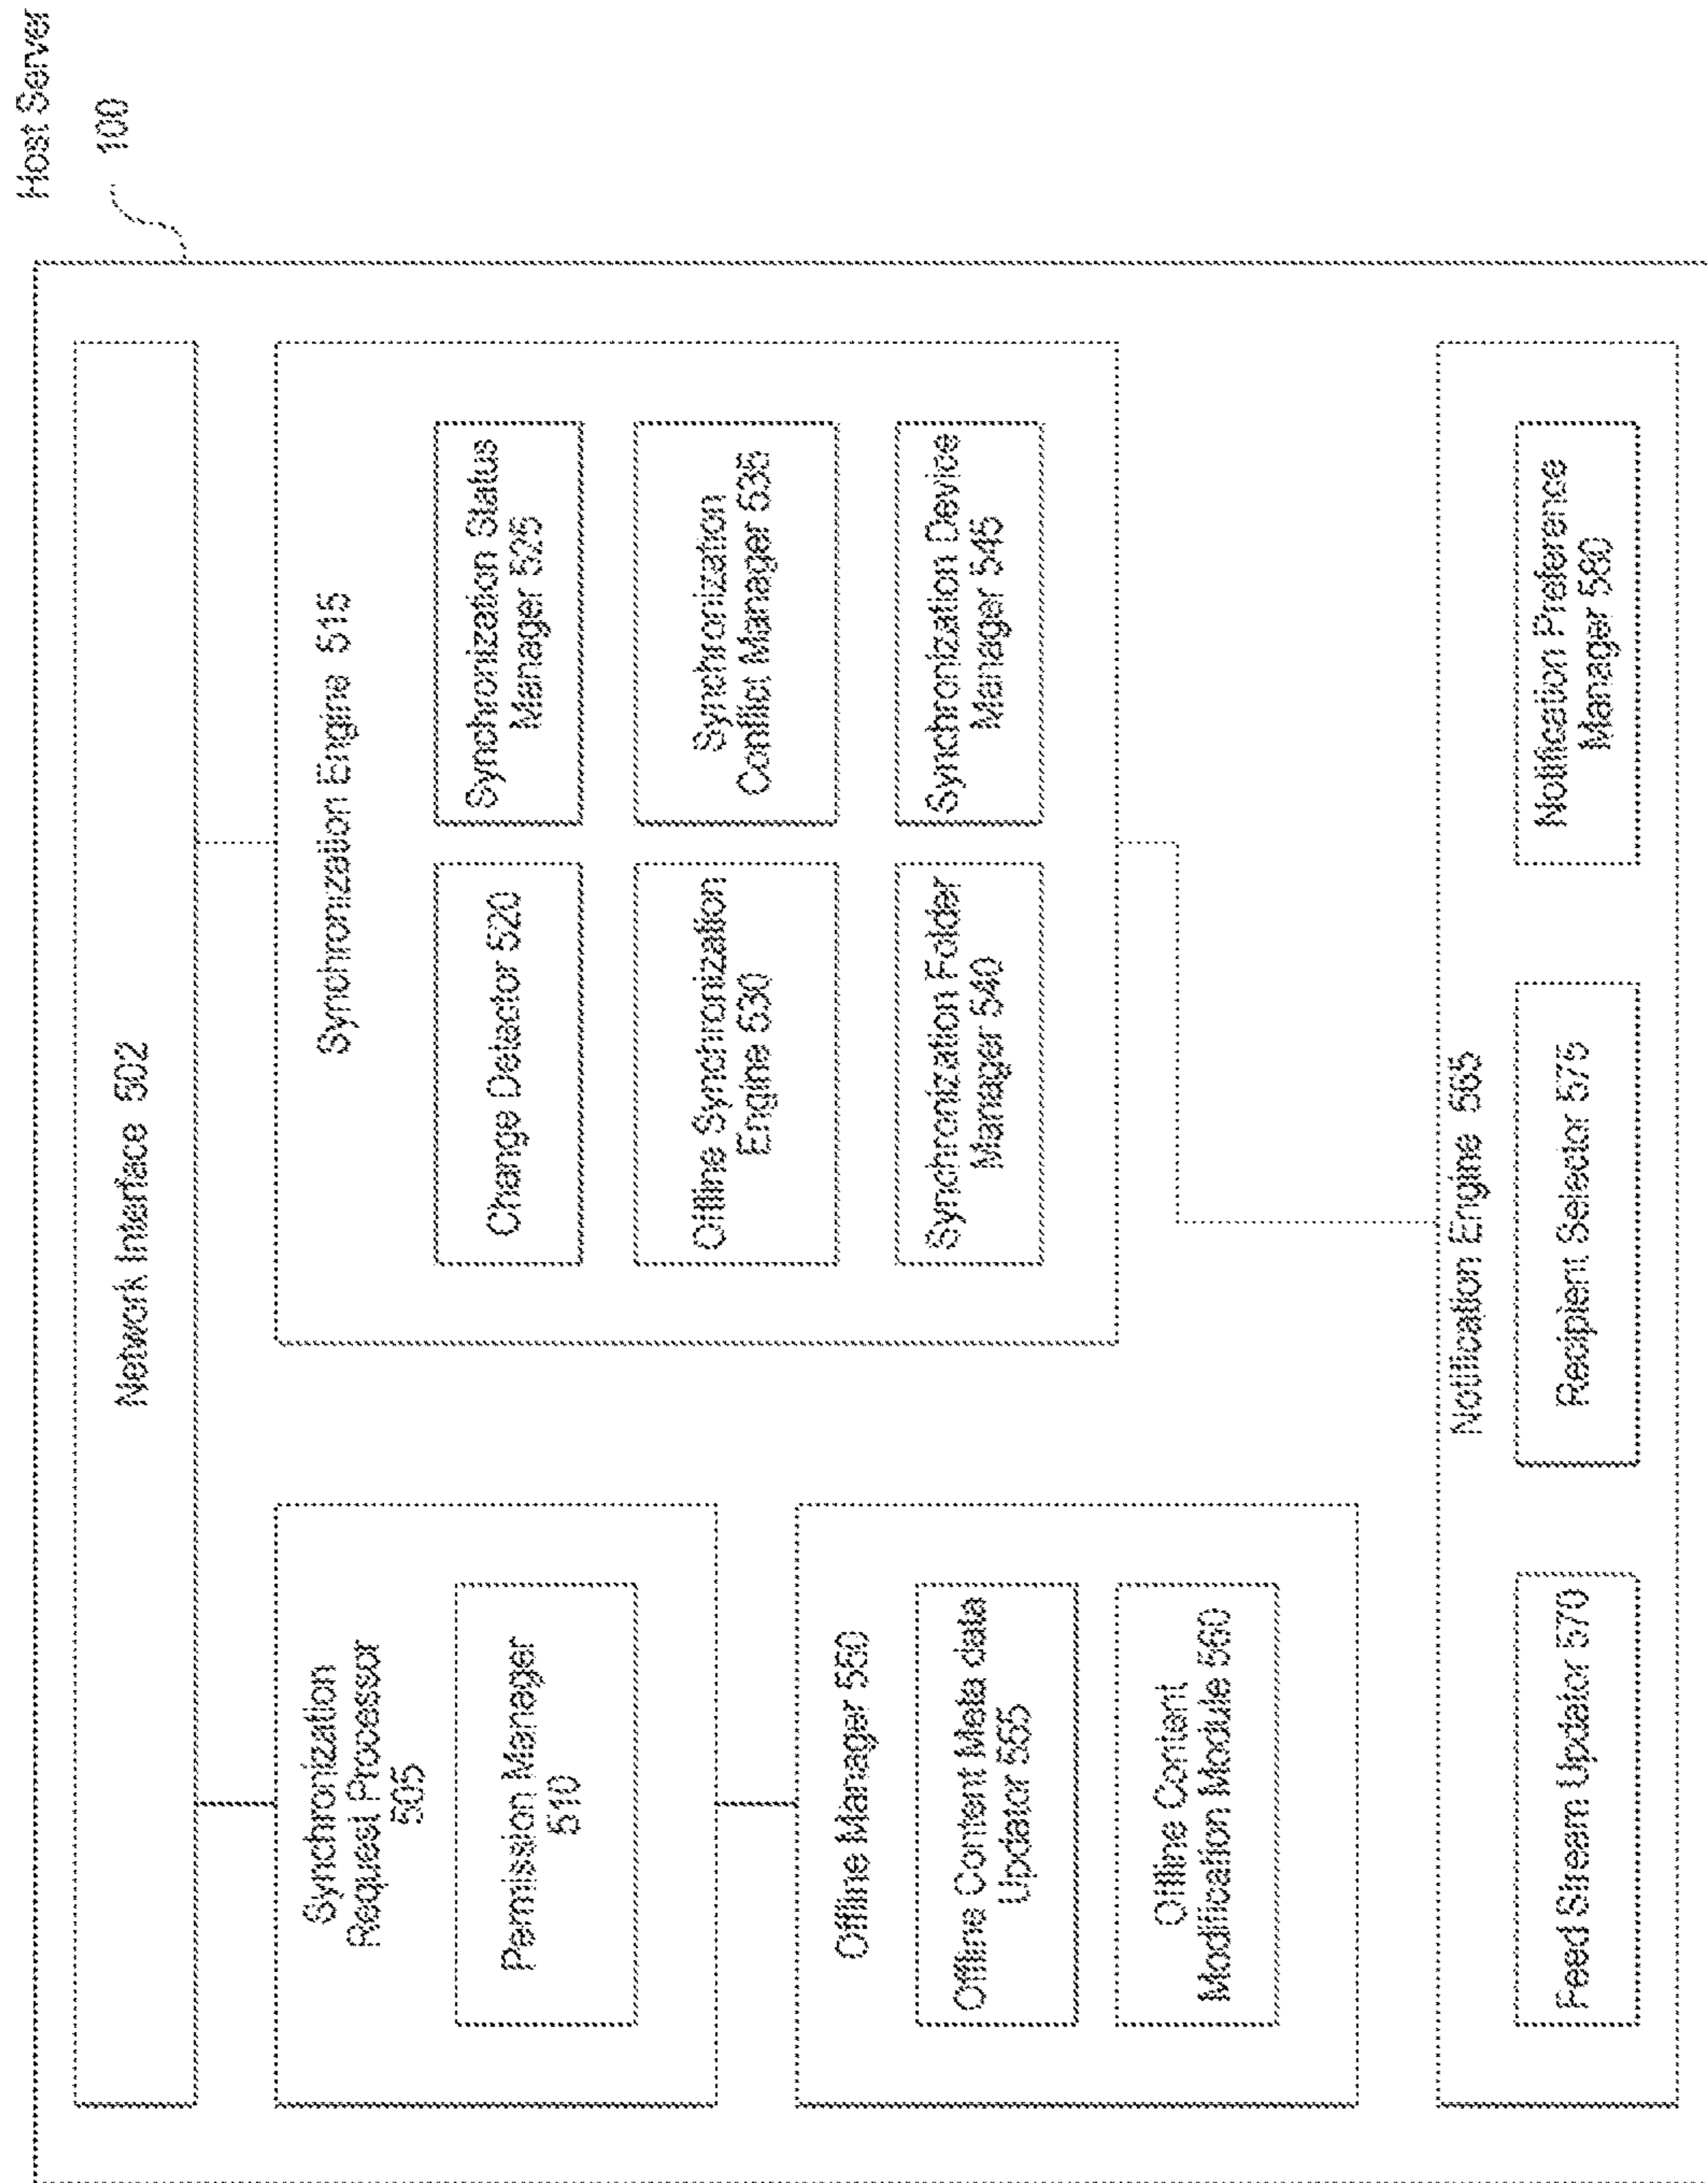 Host Server
100
Network Interface 502
Synchronization
Request Processor
505
Permission Manager
510
Synchronization Engine 515
Change Detector 520
Synchronization Status
Manager 525
Offline Synchronization
Engine 530
Synchronization
Conflict Manager 535
Synchronization Folder
Manager 540
Synchronization Device
Manager 545
Offline Manager 550
Offline Content Meta data
Updator 555
Offline Content
Modification Module 560
Notification Engine 565
Feed Stream Updator 570
Recipient Selector 575
Notification Preference
Manager 580